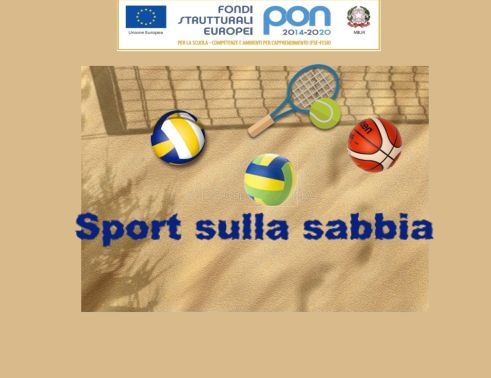 FONDI
STRUTTURALI
EUROPEI
pon
2014-2020
Unione Europea
MIUR
PER LA SCUOLA - COMPETENZE E AMBIENTI PER L'APPRENDIMENTO (FSE-FESR)
Sport sulla sabbia